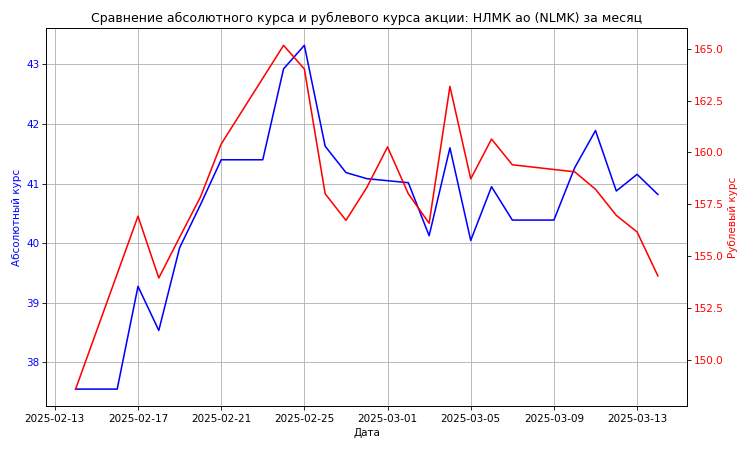 Сравнение абсолютного курса и рублевого курса акции: НЛМК ао (NLMK) за месяц
43
42
41
40
39
38
Абсолютный курс
165.0
162.5
160.0
157.5
155.0
152.5
150.0
Рублевый курс
2025-02-13 2025-02-17 2025-02-21 2025-02-25 2025-03-01 2025-03-05 2025-03-09 2025-03-13
Дата